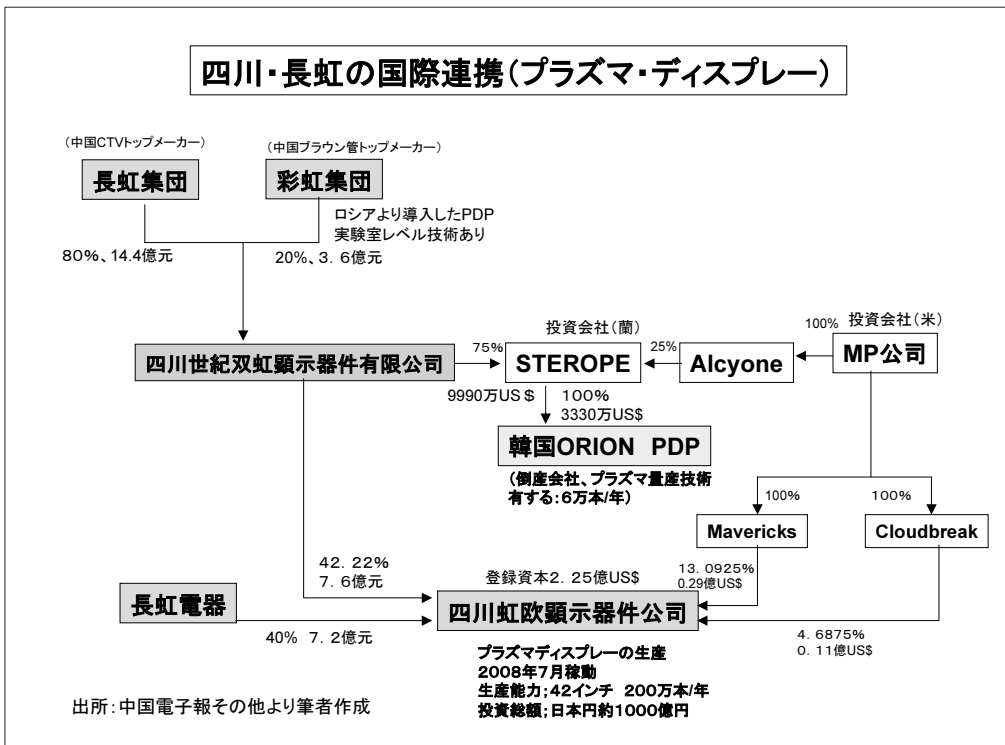 四川・長虹の国際連携(プラズマ・ディスプレー)
(中国CTVトップメーカー)
(中国ブラウン管トップメーカー)
長虹集団
彩虹集団
ロシアより導入したPDP
実験室レベル技術あり
80%、14.4億元
20%、3.6億元
投資会社(蘭)
投資会社(米)
四川世紀双虹顕示器件有限公司
75%
STEROPE
25%
Alcyone
100%
MP公司
9990万US$
100%
3330万US$
韓国ORION PDP
(倒産会社、プラズマ量産技術
有する:6万本/年)
100%
100%
Mavericks
Cloudbreak
42.22%
7.6億元
登録資本2.25億US$
13.0925%
0.29億US$
長虹電器
四川虹欧顕示器件公司
40% 7.2億元
4.6875%
0.11億US$
プラズマディスプレーの生産
2008年7月稼動
生産能力;42インチ 200万本/年
投資総額;日本円約1000億円
出所:中国電子報その他より筆者作成